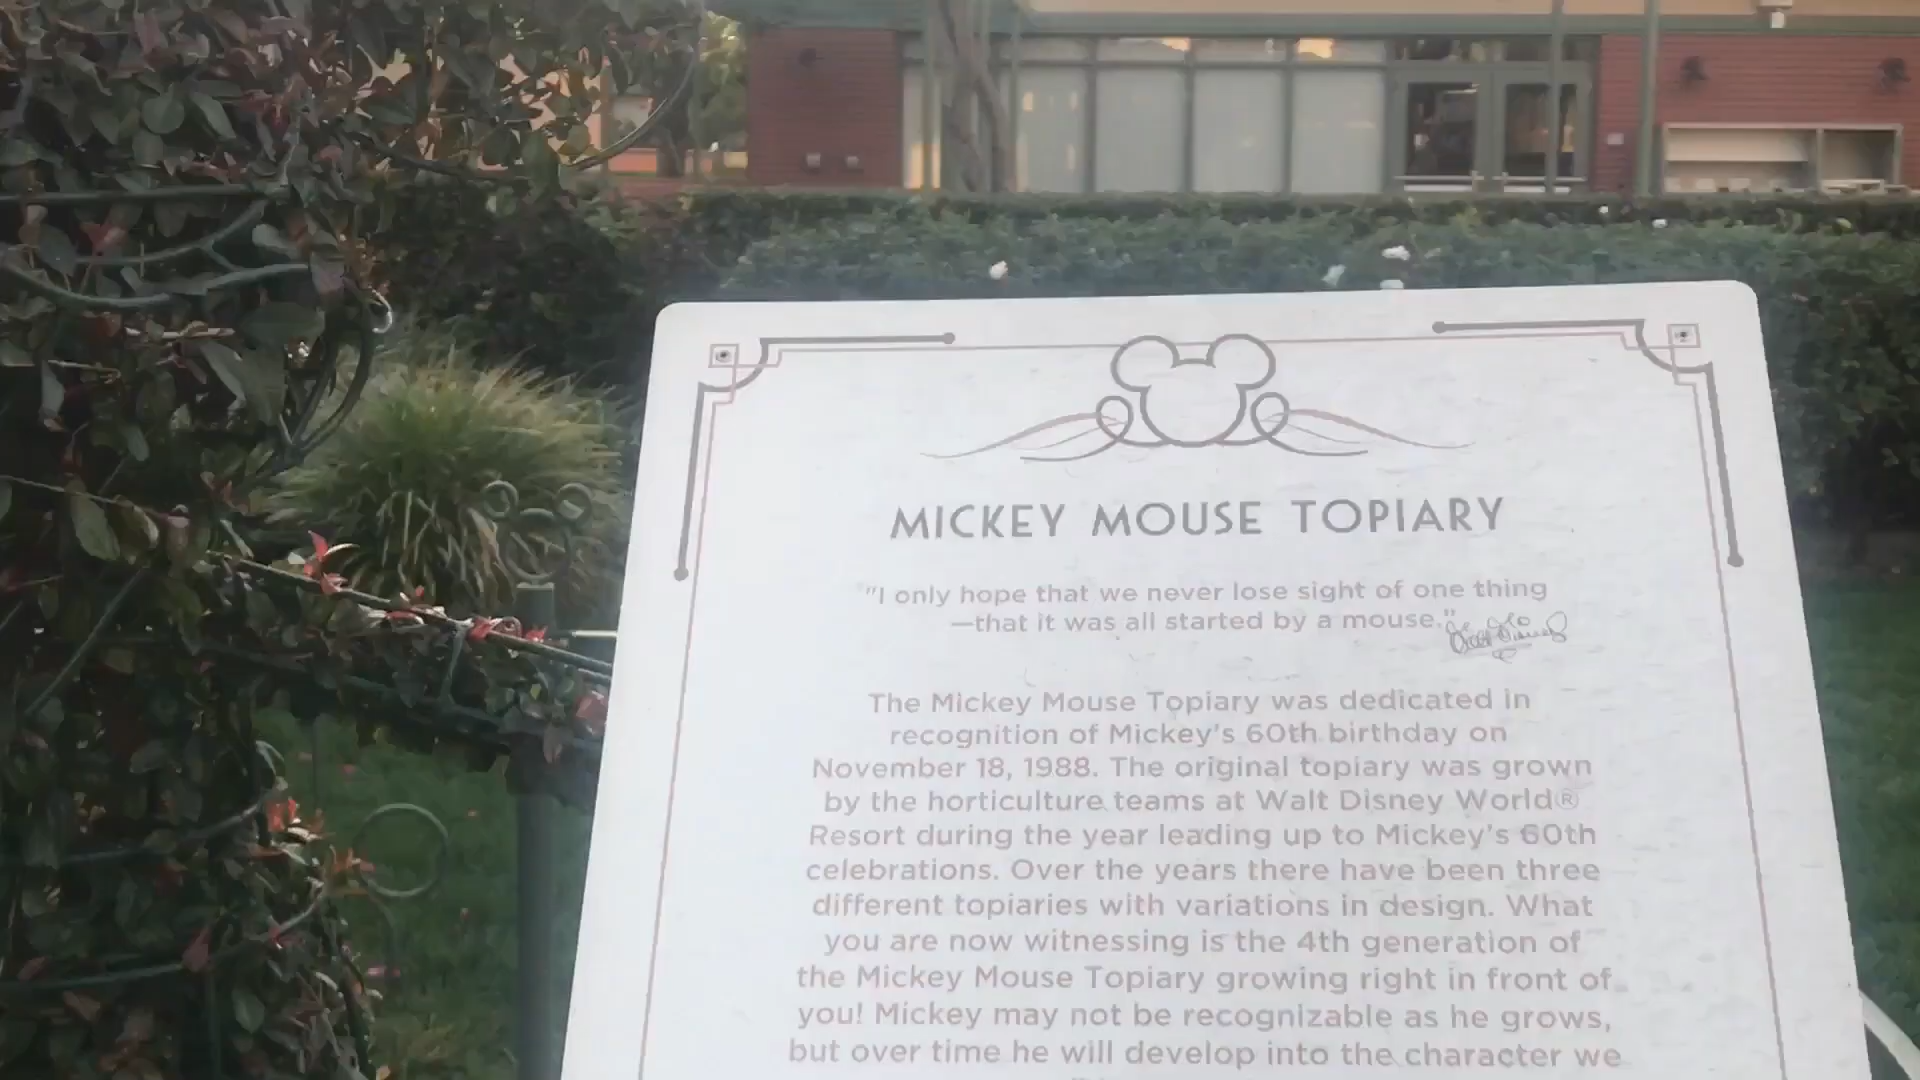 MICKEY MOUSE TOPIARY
"I only hope that we never lose sight of one thing
—that it was all started by a mouse."
Walt Disney
The Mickey Mouse Topiary was dedicated in
recognition of Mickey's 60th birthday on
November 18, 1988. The original topiary was grown
by the horticulture teams at Walt Disney World®
Resort during the year leading up to Mickey's 60th
celebrations. Over the years there have been three
different topiaries with variations in design. What
you are now witnessing is the 4th generation of
the Mickey Mouse Topiary growing right in front of
you! Mickey may not be recognizable as he grows,
but over time he will develop into the character we